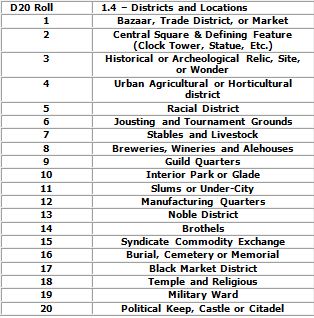 D20 Roll 1.4 – Districts and Locations
1 Bazaar, Trade District, or Market
2 Central Square & Defining Feature
(Clock Tower, Statue, Etc.)
3 Historical or Archeological Relic, Site,
or Wonder
4 Urban Agricultural or Horticultural
district
5 Racial District
6 Jousting and Tournament Grounds
7 Stables and Livestock
8 Breweries, Wineries and Alehouses
9 Guild Quarters
10 Interior Park or Glade
11 Slums or Under-City
12 Manufacturing Quarters
13 Noble District
14 Brothels
15 Syndicate Commodity Exchange
16 Burial, Cemetery or Memorial
17 Black Market District
18 Temple and Religious
19 Military Ward
20 Political Keep, Castle or Citadel